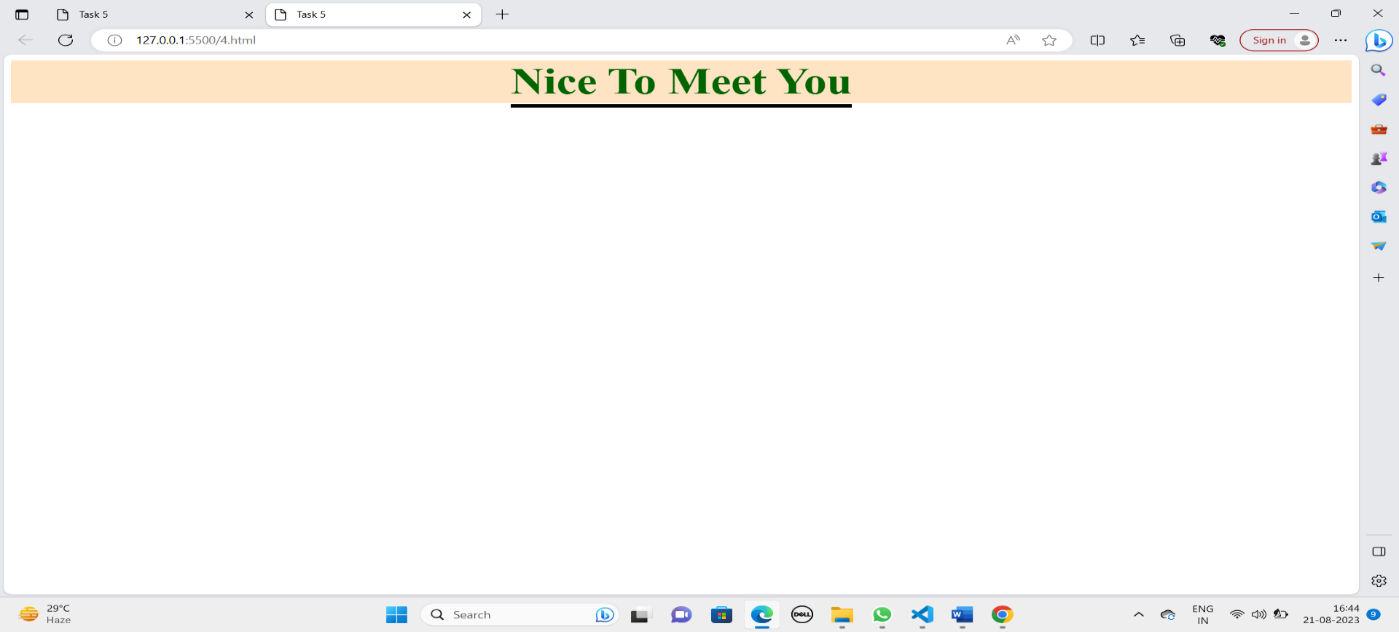 Task 5
Task 5
127.0.0.1:5500/4.html
Sign in
Nice To Meet You
29°C
Haze
Search
DELL
ENG
IN
16:44
21-08-2023
9